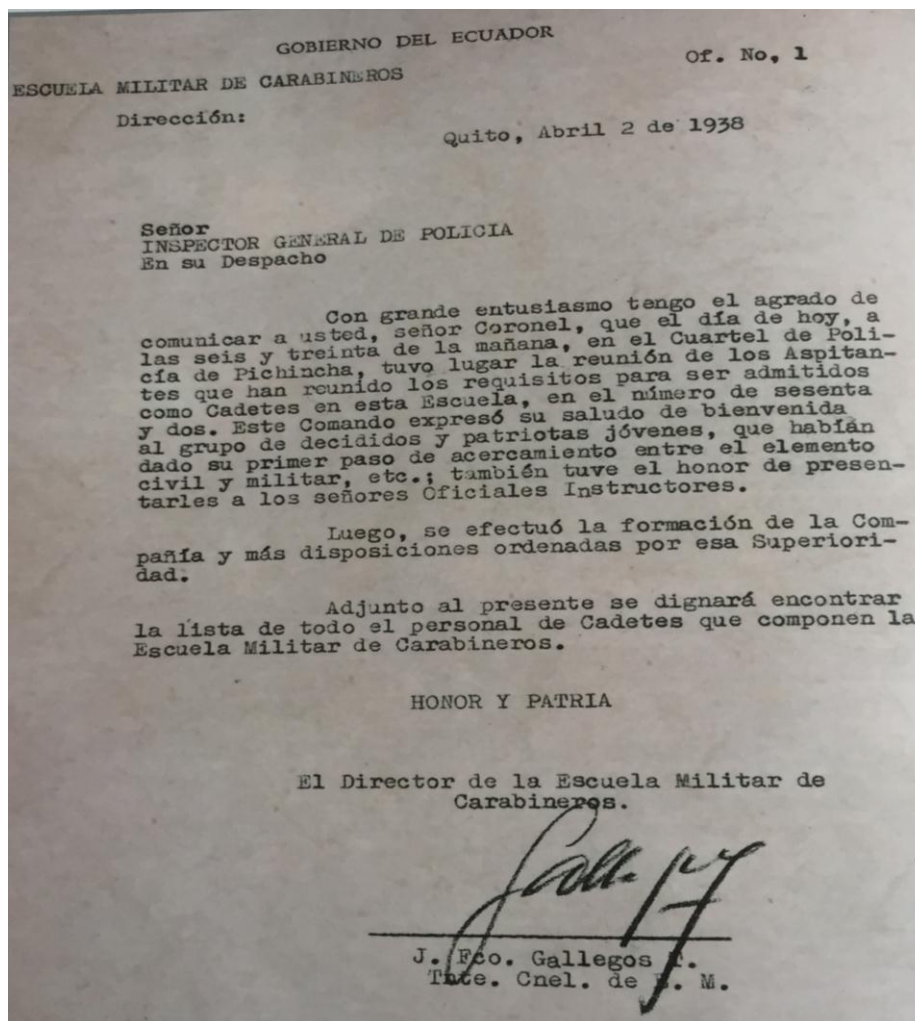 GOBIERNO DEL ECUADOR
Of. No, 1
ESCUELA MILITAR DE CARABINEROS
Dirección:
Quito, Abril 2 de 1938
Señor
INSPECTOR GENERAL DE POLICIA
En su Despacho
Con grande entusiasmo tengo el agrado de
comunicar a usted, señor Coronel, que el día de hoy, a
las seis y treinta de la mañana, en el Cuartel de Poli-
cía de Pichincha, tuvo lugar la reunión de los Aspitan-
tes que han reunido los requisitos para ser admitidos
como Cadetes en esta Escuela, en el número de sesenta
y dos. Este Comando expresó su saludo de bienvenida
al grupo de decididos y patriotas jóvenes, que habían
dado su primer paso de acercamiento entre el elemento
civil y militar, etc.; también tuve el honor de presen-
tarles a los señores Oficiales Instructores.
Luego, se efectuó la formación de la Com-
pañía y más disposiciones ordenadas por esa Superiori-
dad.
Adjunto al presente se dignará encontrar
la lista de todo el personal de Cadetes que componen la
Escuela Militar de Carabineros.
HONOR Y PATRIA
El Director de la Escuela Militar de
Carabineros.
J. Fco. Gallegos
Tnte. Cnel. de E. M.